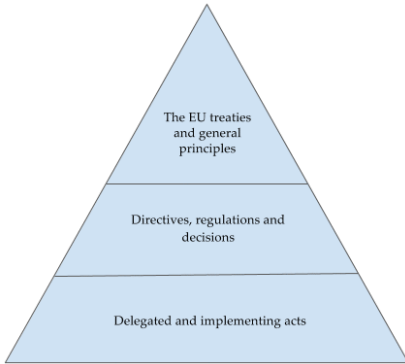 The EU treaties
and general
principles
Directives, regulations and
decisions
Delegated and implementing acts